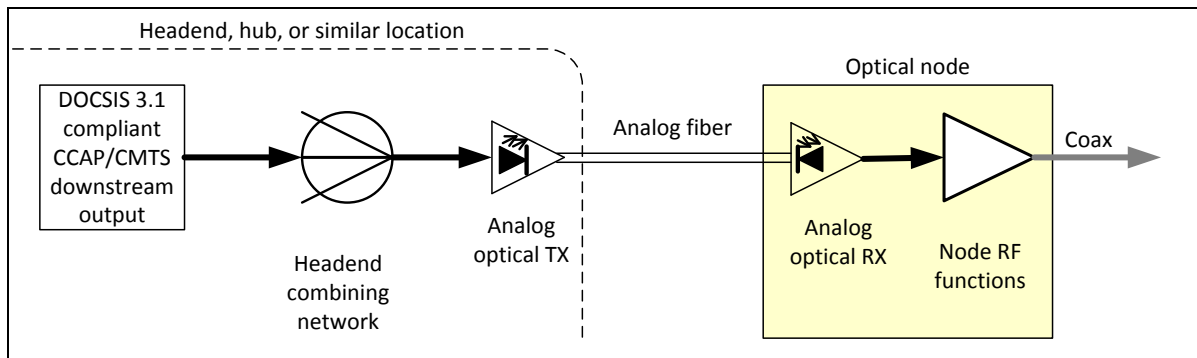 Headend, hub, or similar location
DOCSIS 3.1
compliant
CCAP/CMTS
downstream
output
Headend
combining
network
Analog
optical TX
Analog fiber
Optical node
Analog
optical RX
Node RF
functions
Coax